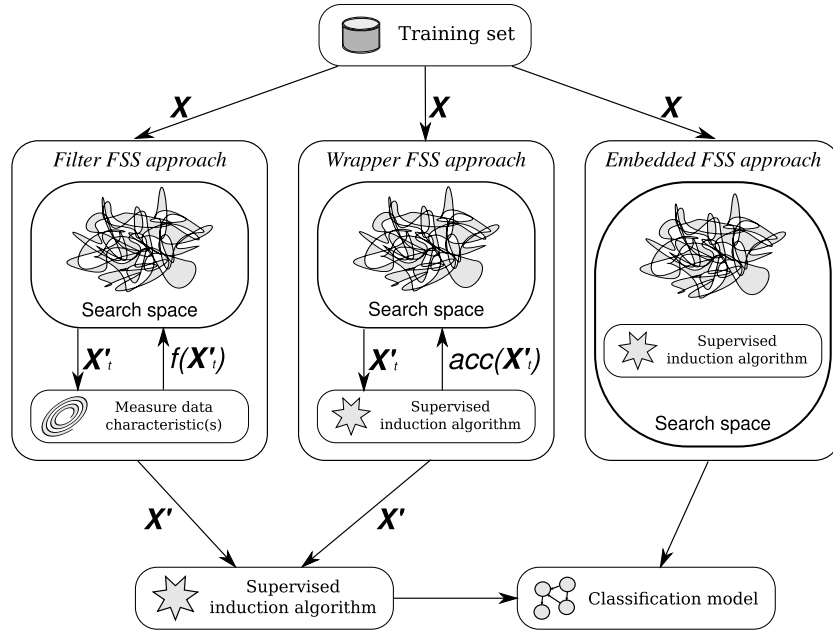 Training set
X
X
X
Filter FSS approach
Wrapper FSS approach
Embedded FSS approach
Search space
Search space
Supervised
induction algorithm
X't
f(X't)
X't
acc(X't)
Measure data
characteristic(s)
Supervised
induction algorithm
Search space
X'
X'
Supervised
induction algorithm
Classification model